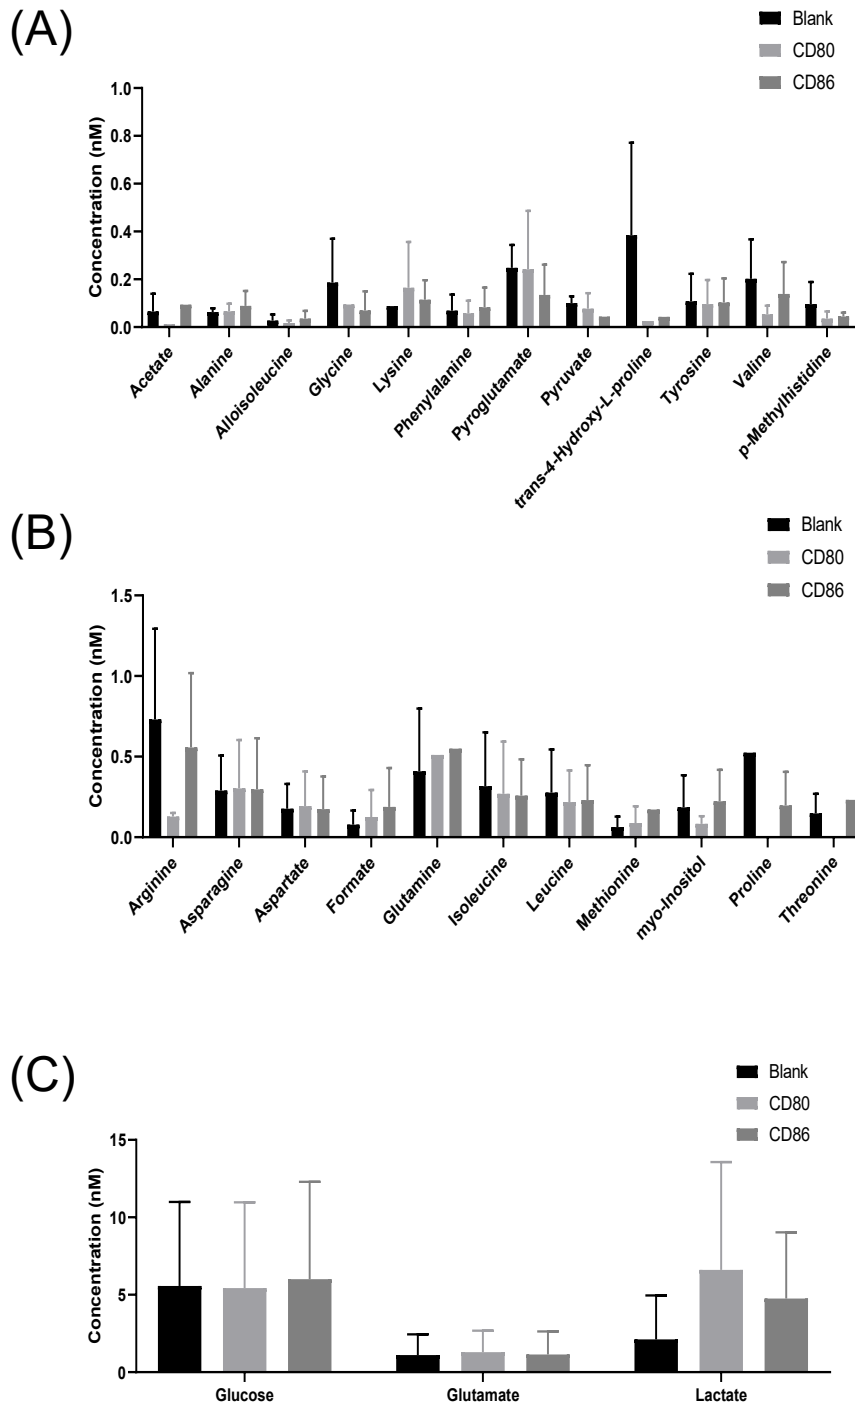 (A)
Blank
CD80
CD86
Concentration (nM)
1.0
0.8
0.6
0.4
0.2
0.0
Acetate
Alanine
Alloisoleucine
Glycine
Lysine
Phenylalanine
Pyroglutamate
Pyruvate
trans-4-Hydroxy-L-proline
Tyrosine
Valine
p-Methylhistidine
(B)
Blank
CD80
CD86
Concentration (nM)
1.5
1.0
0.5
0.0
Arginine
Asparagine
Aspartate
Formate
Glutamine
Isoleucine
Leucine
Methionine
myo-Inositol
Proline
Threonine
(C)
Blank
CD80
CD86
Concentration (nM)
15
10
5
0
Glucose
Glutamate
Lactate